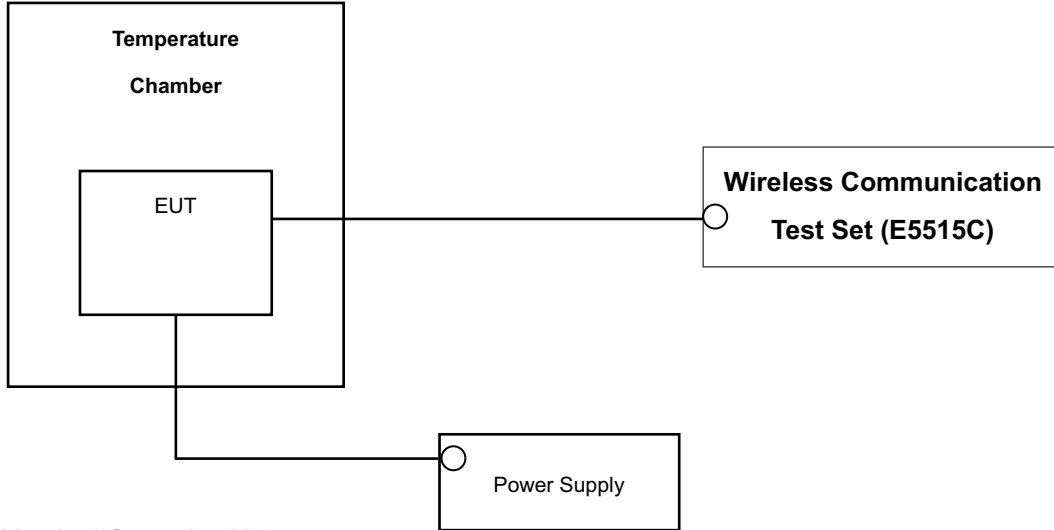 Temperature
Chamber
EUT
Wireless Communication
Test Set (E5515C)
Power Supply